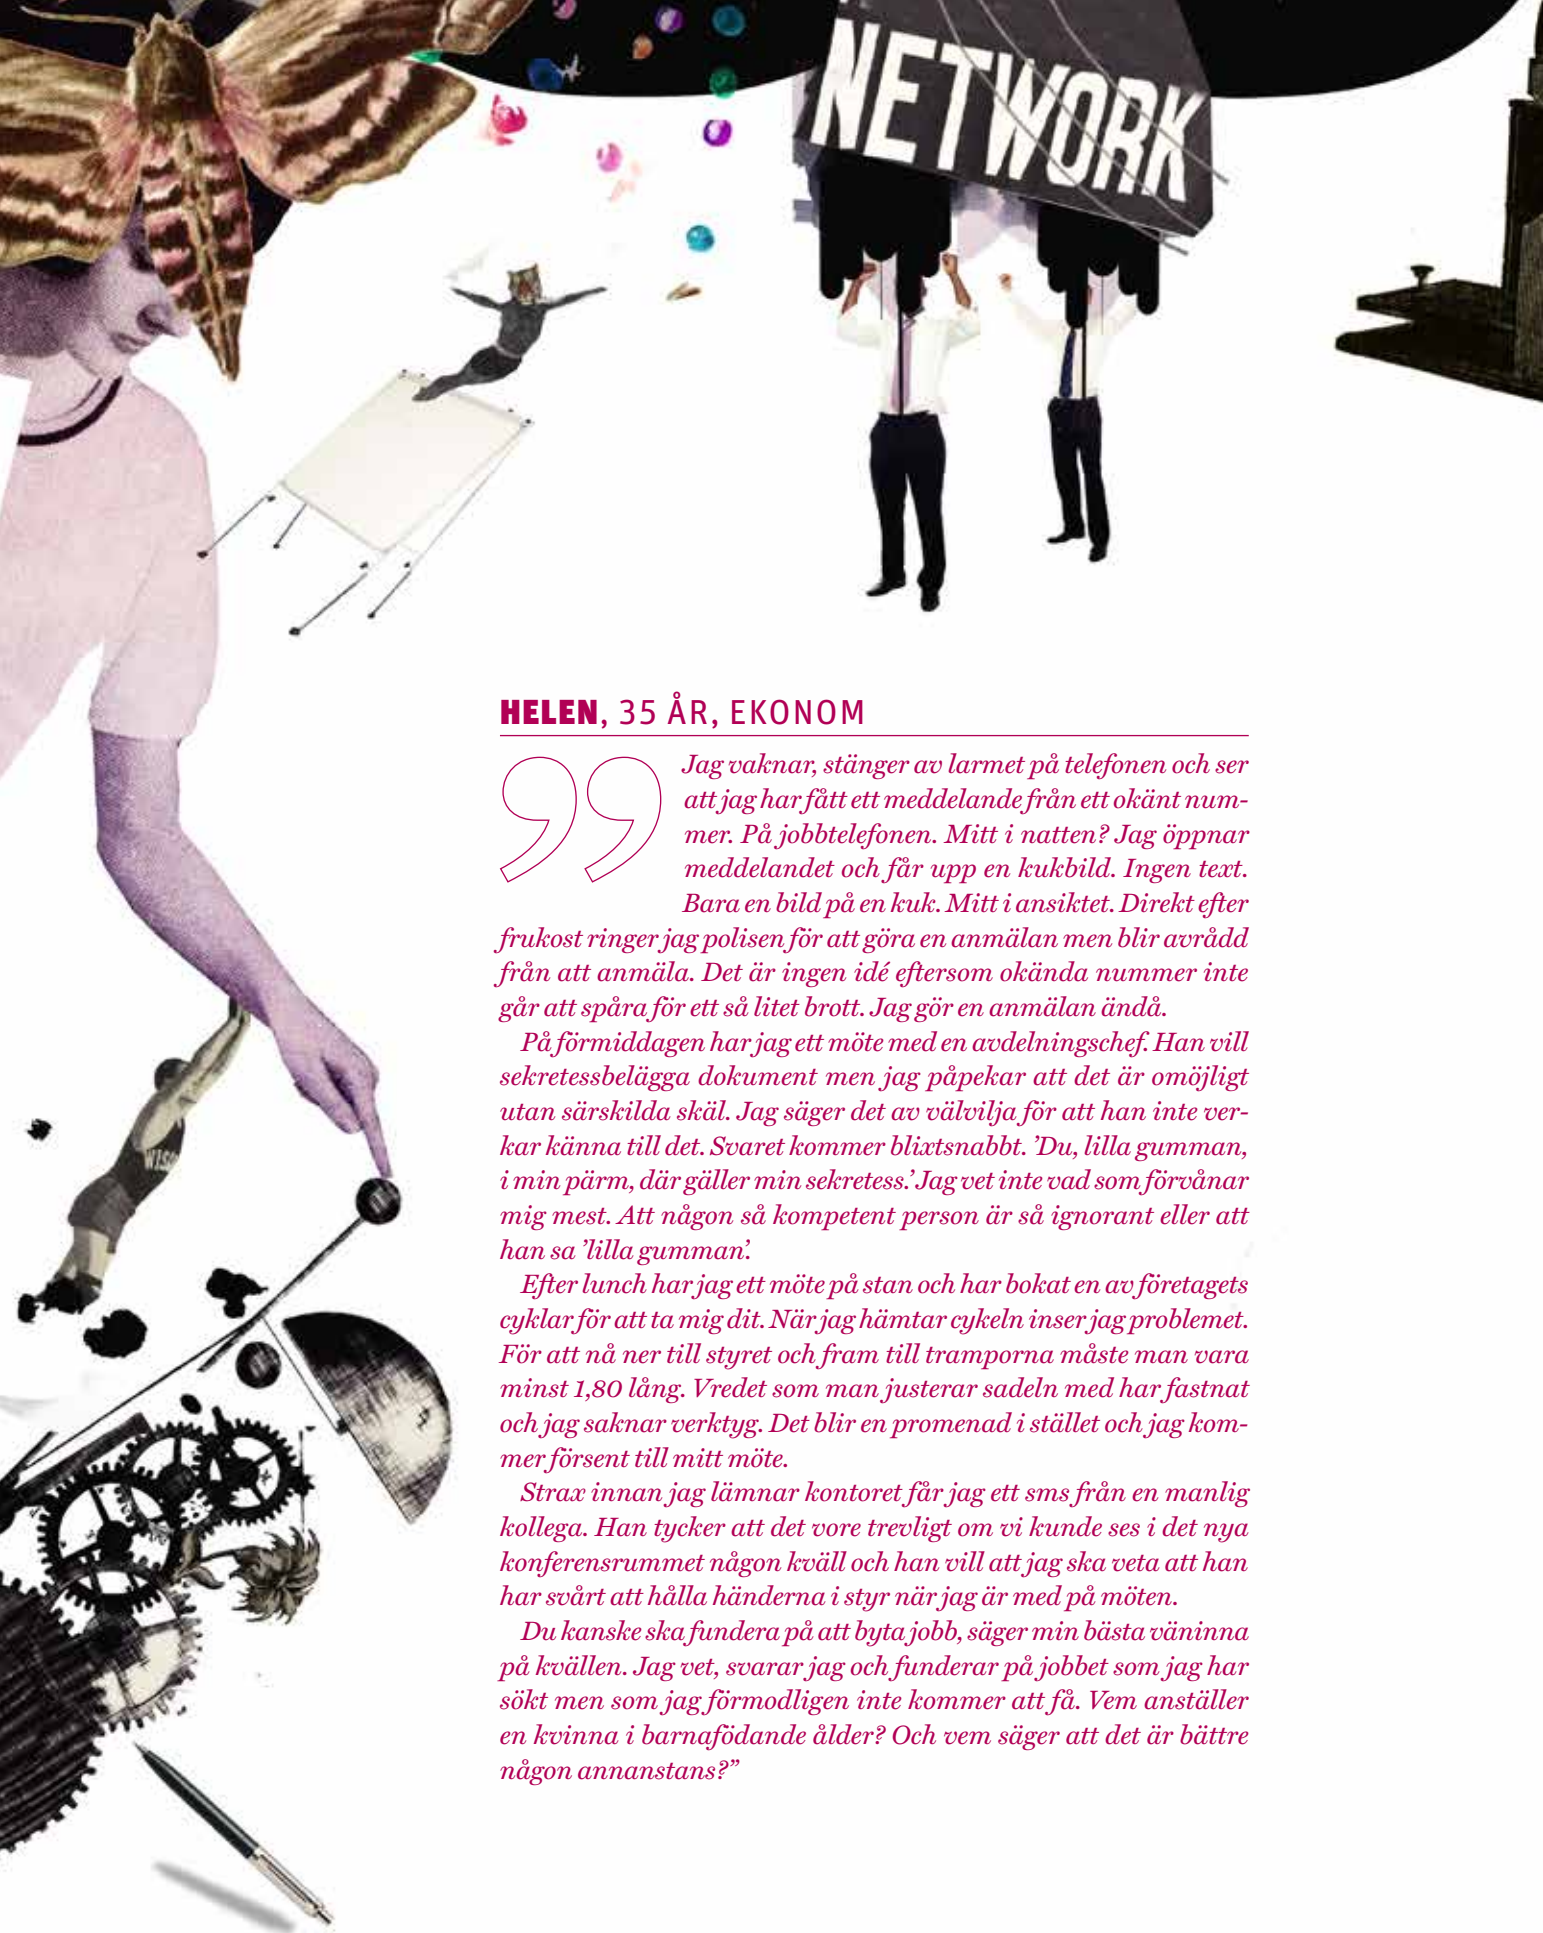 NETWORK
HELEN, 35 ÅR, EKONOM
”Jag vaknar, stänger av larmet på telefonen och ser
att jag har fått ett meddelande från ett okänt num-
mer. På jobbtelefonen. Mitt i natten? Jag öppnar
meddelandet och får upp en kukbild. Ingen text.
Bara en bild på en kuk. Mitt i ansiktet. Direkt efter
frukost ringer jag polisen för att göra en anmälan men blir avrådd
från att anmäla. Det är ingen idé eftersom okända nummer inte
går att spåra för ett så litet brott. Jag gör en anmälan ändå.
På förmiddagen har jag ett möte med en avdelningschef. Han vill
sekretessbelägga dokument men jag påpekar att det är omöjligt
utan särskilda skäl. Jag säger det av välvilja för att han inte ver-
kar känna till det. Svaret kommer blixtsnabbt. ’Du, lilla gumman,
i min pärm, där gäller min sekretess.’ Jag vet inte vad som förvånar
mig mest. Att någon så kompetent person är så ignorant eller att
han sa ’lilla gumman’.
Efter lunch har jag ett möte på stan och har bokat en av företagets
cyklar för att ta mig dit. När jag hämtar cykeln inser jag problemet.
För att nå ner till styret och fram till tramporna måste man vara
minst 1,80 lång. Vredet som man justerar sadeln med har fastnat
och jag saknar verktyg. Det blir en promenad i stället och jag kom-
mer försent till mitt möte.
Strax innan jag lämnar kontoret får jag ett sms från en manlig
kollega. Han tycker att det vore trevligt om vi kunde ses i det nya
konferensrummet någon kväll och han vill att jag ska veta att han
har svårt att hålla händerna i styr när jag är med på möten.
Du kanske ska fundera på att byta jobb, säger min bästa väninna
på kvällen. Jag vet, svarar jag och funderar på jobbet som jag har
sökt men som jag förmodligen inte kommer att få. Vem anställer
en kvinna i barnafödande ålder? Och vem säger att det är bättre
någon annanstans?”